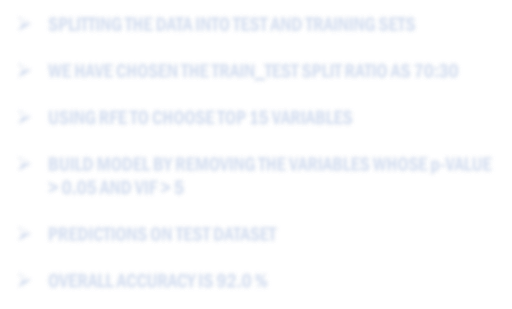 ➢ SPLITTING THE DATA INTO TEST AND TRAINING SETS
➢ WE HAVE CHOSEN THE TRAIN_TEST SPLIT RATIO AS 70:30
➢ USING RFE TO CHOOSE TOP 15 VARIABLES
➢ BUILD MODEL BY REMOVING THE VARIABLES WHOSE p-VALUE
> 0.05 AND VIF > 5
➢ PREDICTIONS ON TEST DATASET
➢ OVERALL ACCURACY IS 92.0 %